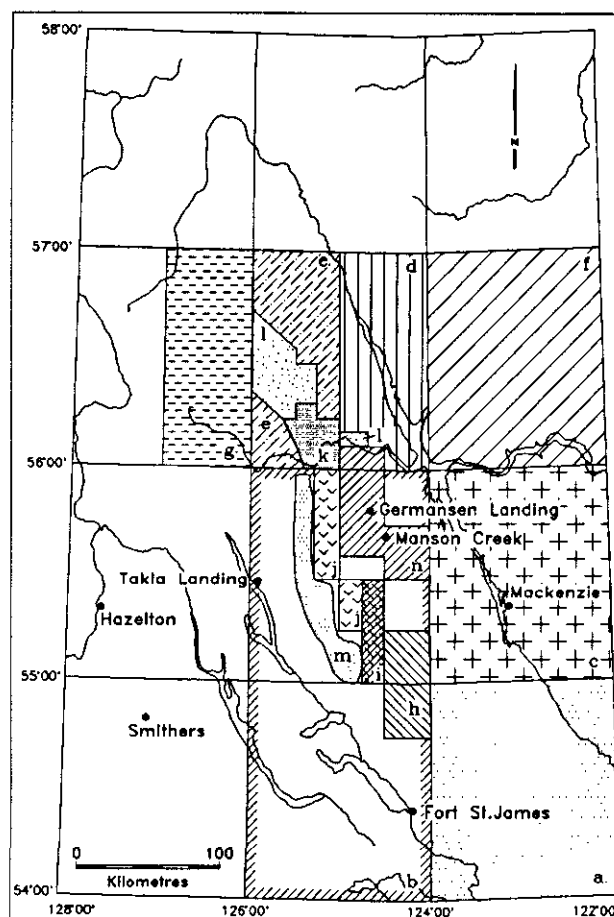 58°00'
N
57°00'
e
d
f
l
e
l
g
k
56°00'
Germansen Landing
Manson Creek
j
n
Takla Landing
Mackenzie
Hazelton
j
m
i
c
55°00'
h
Smithers
Fort St.James
0 100
Kilometres
b
a.
54°00'
128°00' 126°00' 124°00' 122°00'